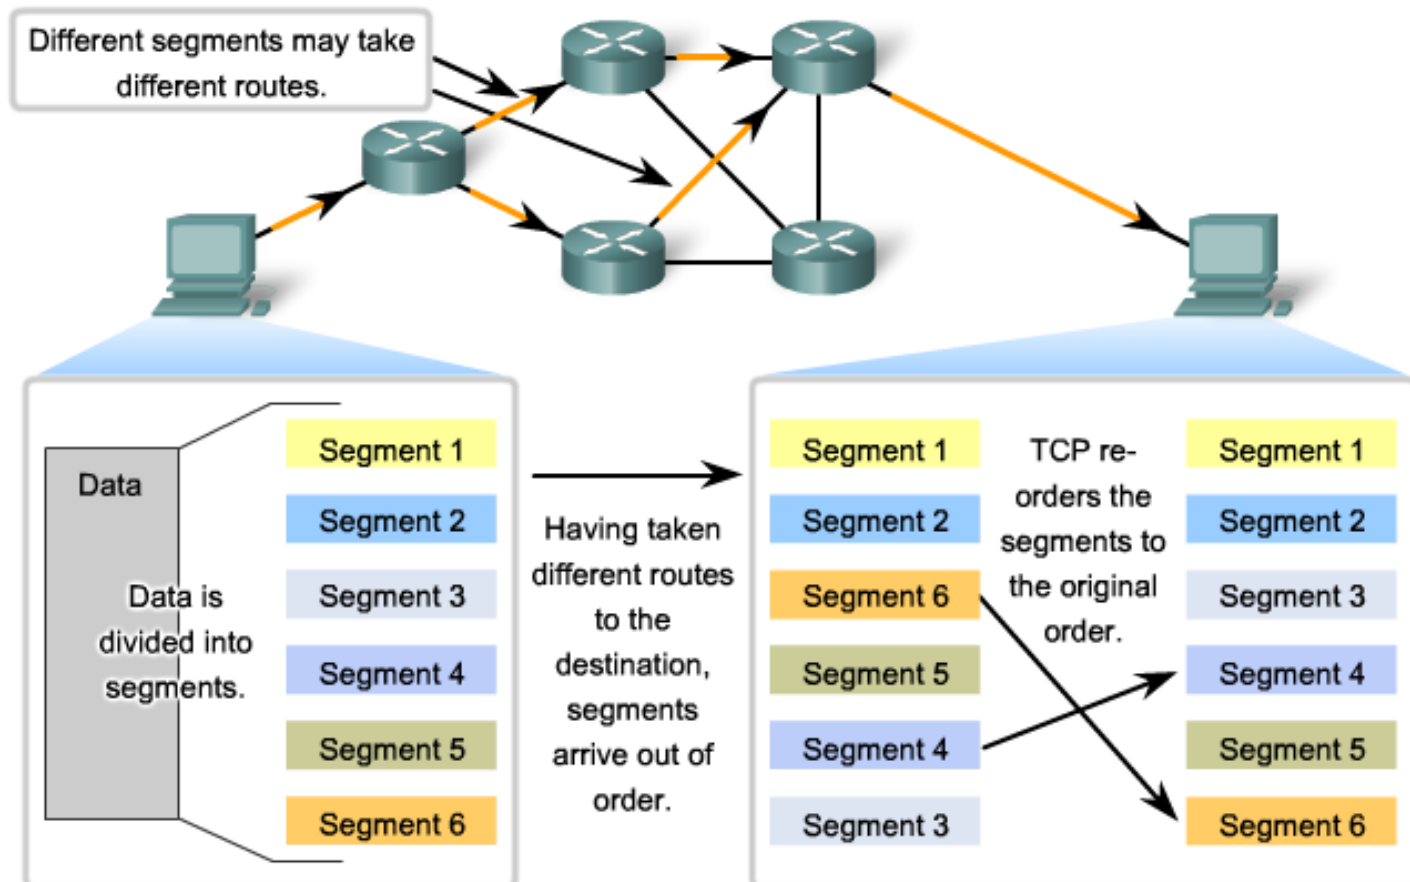 Different segments may take
different routes.
Data
Data is
divided into
segments.
Segment 1
Segment 2
Segment 3
Segment 4
Segment 5
Segment 6
Having taken
different routes
to the
destination,
segments
arrive out of
order.
Segment 1
Segment 2
Segment 6
Segment 5
Segment 4
Segment 3
TCP re-
orders the
segments to
the original
order.
Segment 1
Segment 2
Segment 3
Segment 4
Segment 5
Segment 6